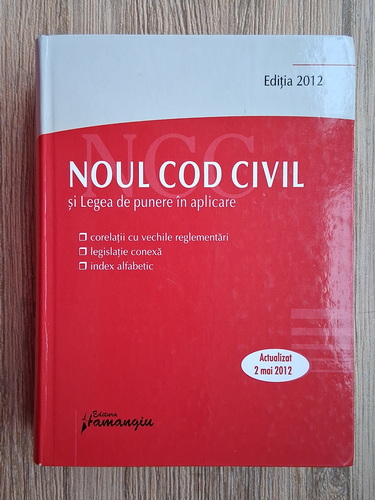 Ediția 2012
NCC
NOUL COD CIVIL
și Legea de punere în aplicare
❒ corelații cu vechile reglementări
❒ legislație conexă
❒ index alfabetic
Actualizat
2 mai 2012
Editura
Hamangiu